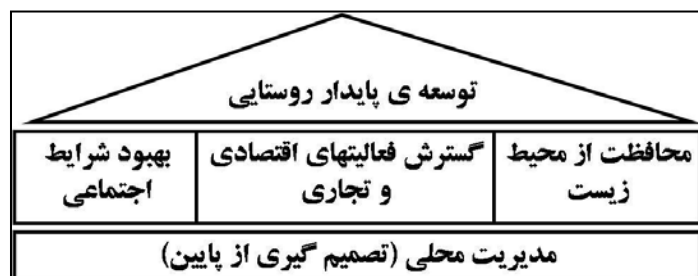 توسعه ی پایدار روستایی
محافظت از محیط
زیست
گسترش فعالیتهای اقتصادی
و تجاری
بهبود شرایط
اجتماعی
مدیریت محلی (تصمیم گیری از پایین)